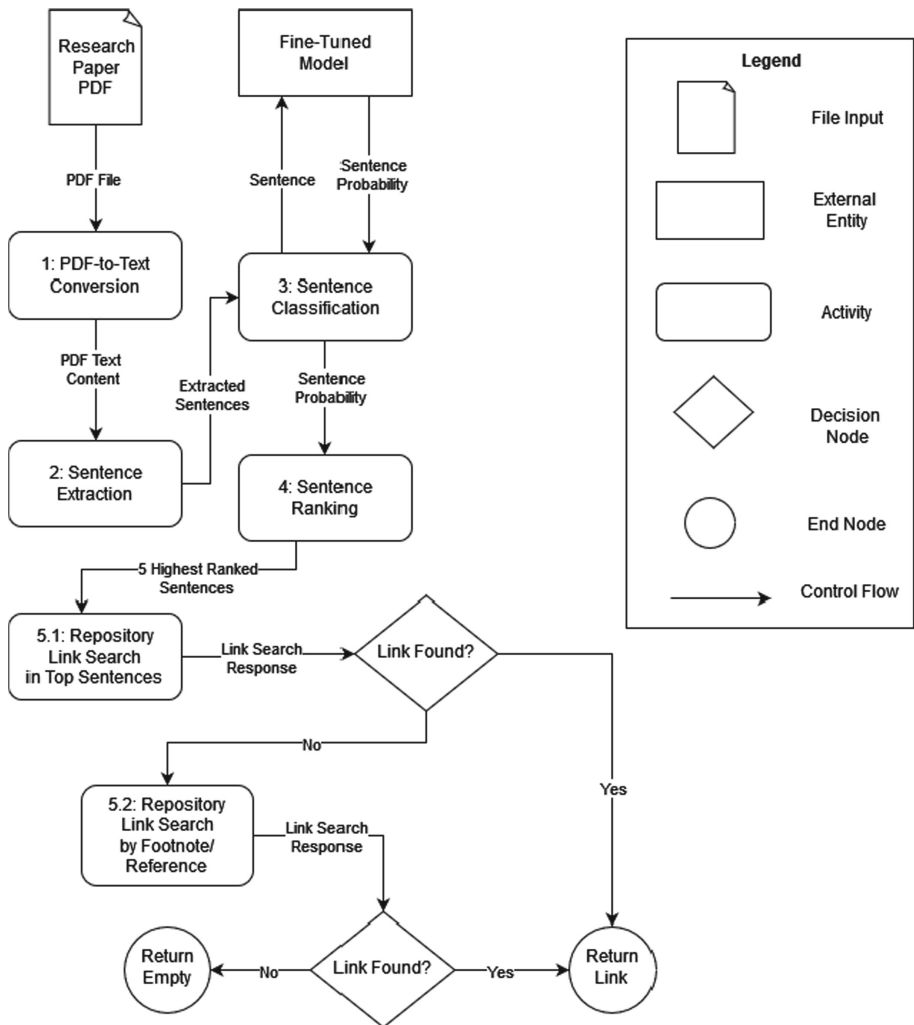 Research
Paper
PDF
Fine-Tuned
Model
PDF File
Sentence
Sentence
Probability
1: PDF-to-Text
Conversion
3: Sentence
Classification
PDF Text
Content
Extracted
Sentences
Sentence
Probability
2: Sentence
Extraction
4: Sentence
Ranking
5 Highest Ranked
Sentences
5.1: Repository
Link Search
in Top Sentences
Link Search
Response
Link Found?
No
Yes
5.2: Repository
Link Search
by Footnote/
Reference
Link Search
Response
Link Found?
No
Yes
Return
Empty
Return
Link
Legend
File Input
External
Entity
Activity
Decision
Node
End Node
Control Flow